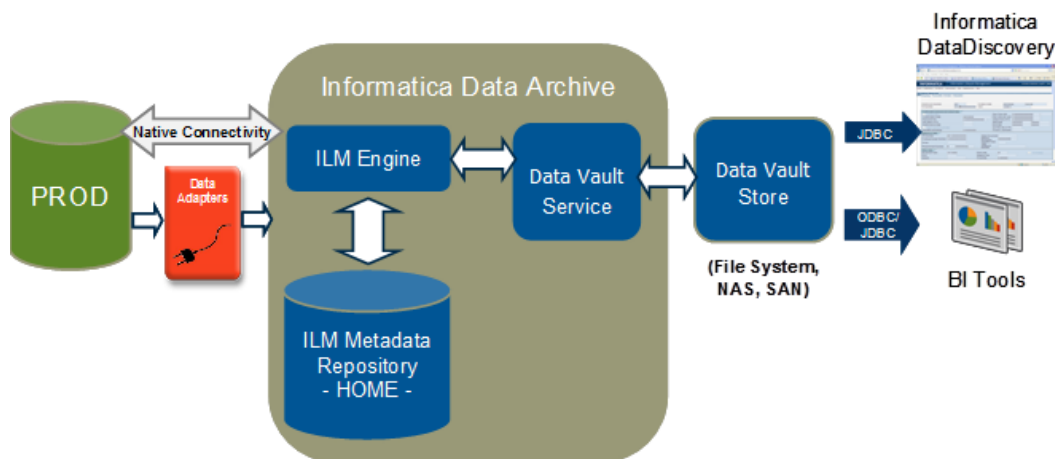 Informatica
DataDiscovery
Informatica Data Archive
Native Connectivity
PROD
Data
Adapters
ILM Engine
Data Vault
Service
Data Vault
Store
JDBC
ODBC/
JDBC
(File System,
NAS, SAN)
BI Tools
ILM Metadata
Repository
- HOME -